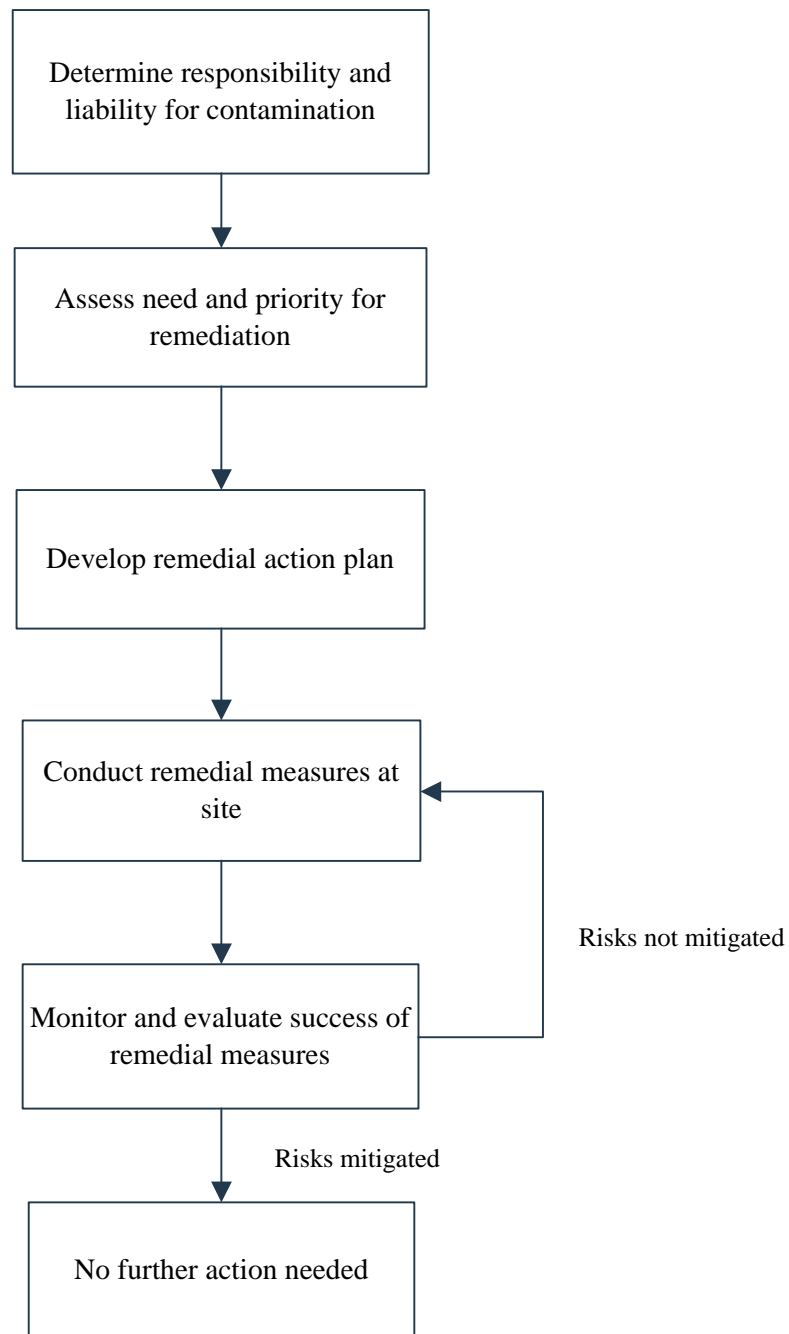 Determine responsibility and
liability for contamination
Assess need and priority for
remediation
Develop remedial action plan
Conduct remedial measures at
site
Risks not mitigated
Monitor and evaluate success of
remedial measures
Risks mitigated
No further action needed